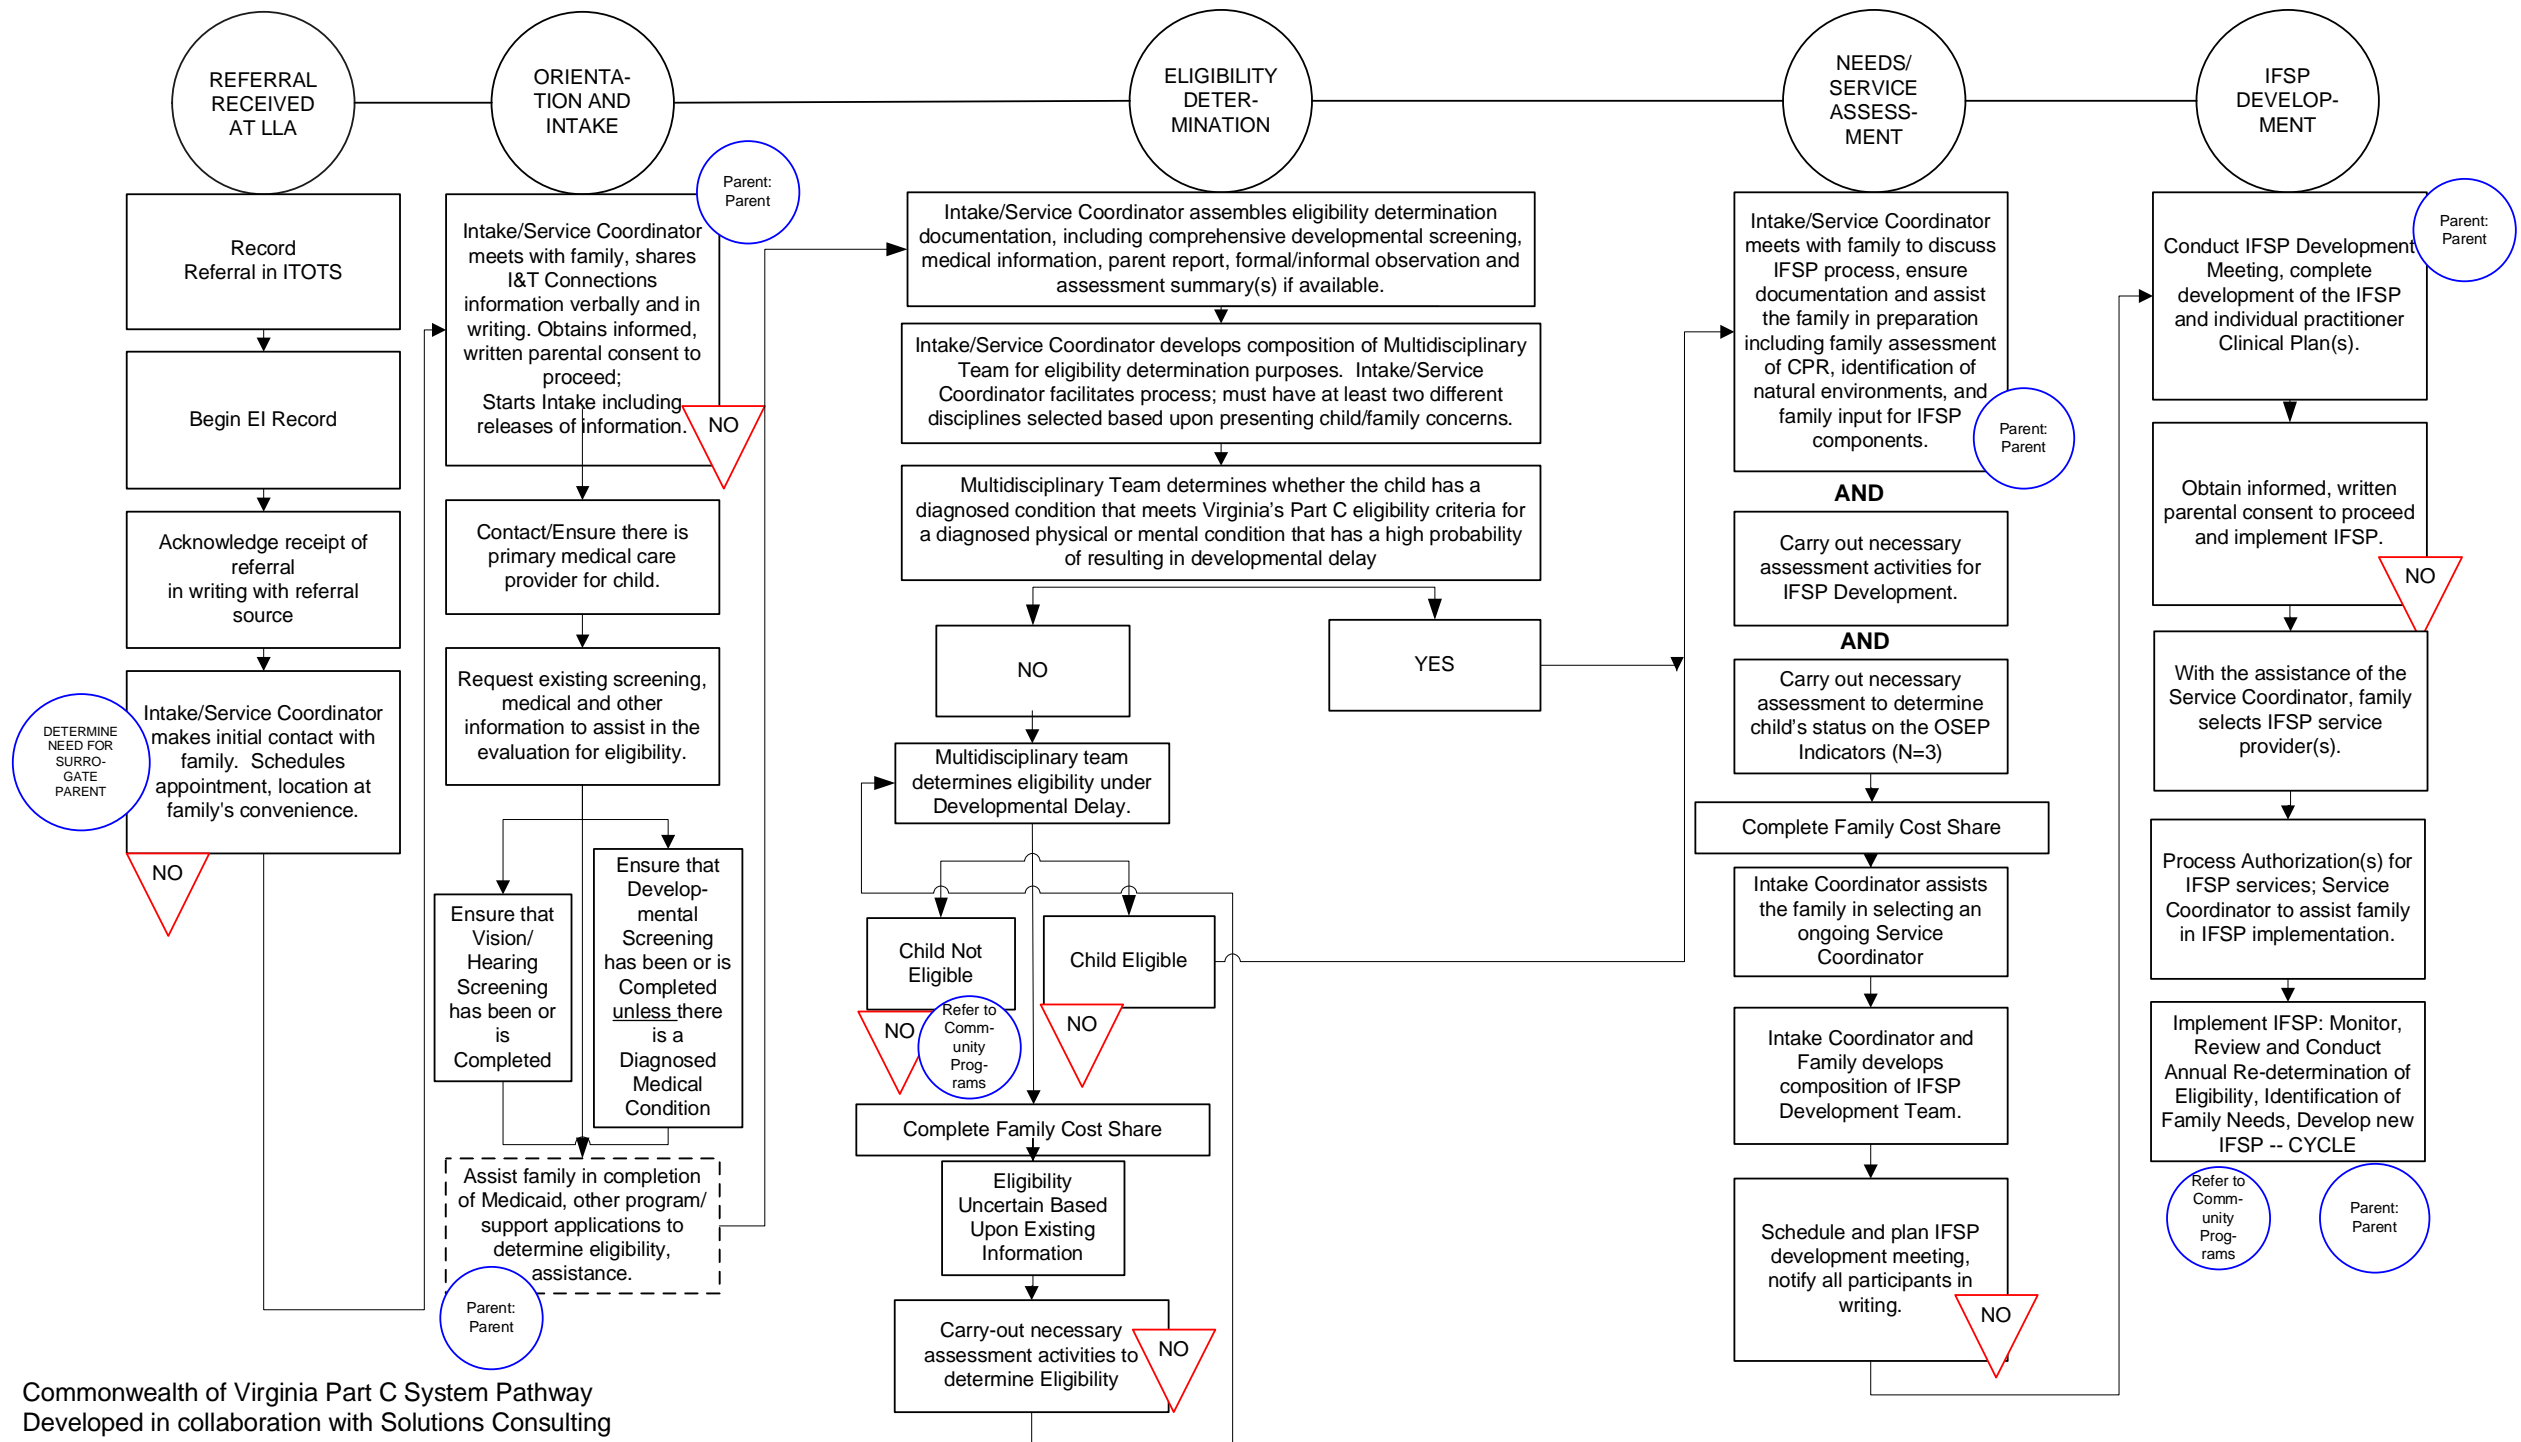 REFERRAL
RECEIVED
AT LLA
ORIENTA-
TION AND
INTAKE
ELIGIBILITY
DETER-
MINATION
NEEDS/
SERVICE
ASSESS-
MENT
IFSP
DEVELOP-
MENT
Record
Referral in ITOTS
Begin EI Record
Acknowledge receipt of
referral
in writing with referral
source
Intake/Service Coordinator
makes initial contact with
family. Schedules
appointment, location at
family's convenience.
DETERMINE
NEED FOR
SURRO-
GATE
PARENT
NO
Parent:
Parent
Intake/Service Coordinator
meets with family, shares
I&T Connections
information verbally and in
writing. Obtains informed,
written parental consent to
proceed;
Starts Intake including
releases of information.
NO
Contact/Ensure there is
primary medical care
provider for child.
Request existing screening,
medical and other
information to assist in the
evaluation for eligibility.
Ensure that
Vision/
Hearing
Screening
has been or
is
Completed
Ensure that
Develop-
mental
Screening
has been or is
Completed
unless there
is a
Diagnosed
Medical
Condition
Assist family in completion
of Medicaid, other program/
support applications to
determine eligibility,
assistance.
Parent:
Parent
Intake/Service Coordinator assembles eligibility determination
documentation, including comprehensive developmental screening,
medical information, parent report, formal/informal observation and
assessment summary(s) if available.
Intake/Service Coordinator develops composition of Multidisciplinary
Team for eligibility determination purposes. Intake/Service
Coordinator facilitates process; must have at least two different
disciplines selected based upon presenting child/family concerns.
Multidisciplinary Team determines whether the child has a
diagnosed condition that meets Virginia's Part C eligibility criteria for
a diagnosed physical or mental condition that has a high probability
of resulting in developmental delay
NO
YES
Multidisciplinary team
determines eligibility under
Developmental Delay.
Child Not
Eligible
Child Eligible
NO
Refer to
Comm-
unity
Prog-
rams
NO
Complete Family Cost Share
Eligibility
Uncertain Based
Upon Existing
Information
Carry-out necessary
assessment activities to
determine Eligibility
NO
Intake/Service Coordinator
meets with family to discuss
IFSP process, ensure
documentation and assist
the family in preparation
including family assessment
of CPR, identification of
natural environments, and
family input for IFSP
components.
Parent:
Parent
AND
Carry out necessary
assessment activities for
IFSP Development.
AND
Carry out necessary
assessment to determine
child's status on the OSEP
Indicators (N=3)
Complete Family Cost Share
Intake Coordinator assists
the family in selecting an
ongoing Service
Coordinator
Intake Coordinator and
Family develops
composition of IFSP
Development Team.
Schedule and plan IFSP
development meeting,
notify all participants in
writing.
NO
Parent:
Parent
Conduct IFSP Development
Meeting, complete
development of the IFSP
and individual practitioner
Clinical Plan(s).
Obtain informed, written
parental consent to proceed
and implement IFSP.
NO
With the assistance of the
Service Coordinator, family
selects IFSP service
provider(s).
Process Authorization(s) for
IFSP services; Service
Coordinator to assist family
in IFSP implementation.
Implement IFSP: Monitor,
Review and Conduct
Annual Re-determination of
Eligibility, Identification of
Family Needs, Develop new
IFSP -- CYCLE
Refer to
Comm-
unity
Prog-
rams
Parent:
Parent
Commonwealth of Virginia Part C System Pathway
Developed in collaboration with Solutions Consulting